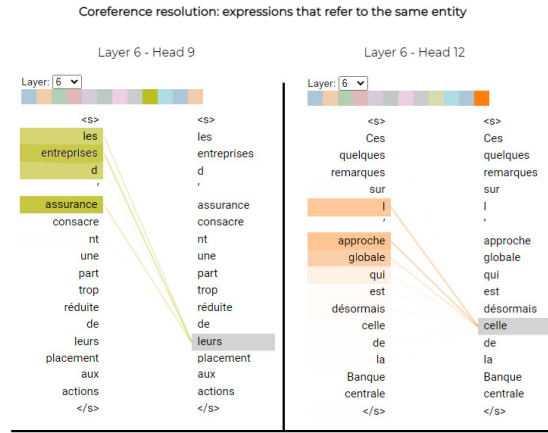 Coreference resolution: expressions that refer to the same entity
Layer 6 - Head 9
Layer: 6
<s> <s>
les les
entreprises entreprises
d d
' '
assurance assurance
consacre consacre
nt nt
une une
part part
trop trop
réduite réduite
de de
leurs leurs
placement placement
aux aux
actions actions
</s> </s>
Layer 6 - Head 12
Layer: 6
<s> <s>
Ces Ces
quelques quelques
remarques remarques
sur sur
l l
' '
approche approche
globale globale
qui qui
est est
désormais désormais
celle celle
de de
la la
Banque Banque
centrale centrale
</s> </s>